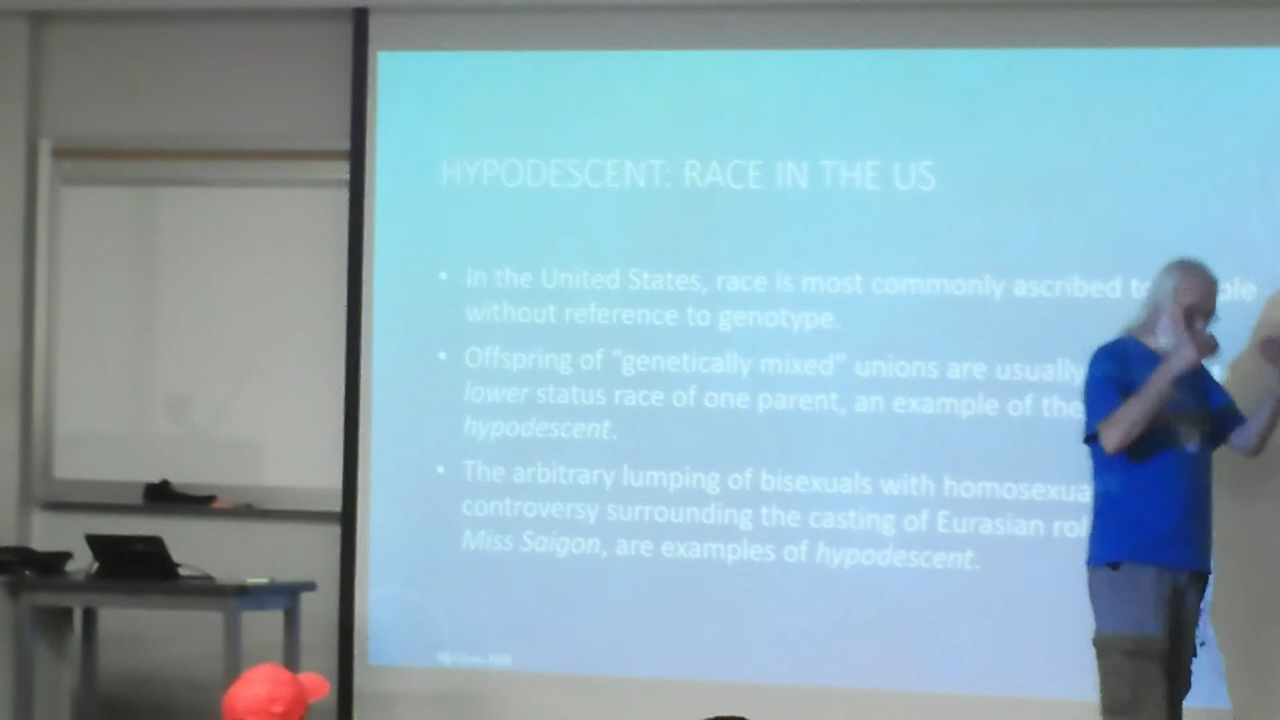 HYPODESCENT: RACE IN THE US
• In the United States, race is most commonly ascribed to
without reference to genotype.
• Offspring of “genetically mixed” unions are usually
lower status race of one parent, an example of the
hypodescent.
• The arbitrary lumping of bisexuals with
controversy surrounding the casting of Eurasian
Miss Saigon, are examples of hypodescent.